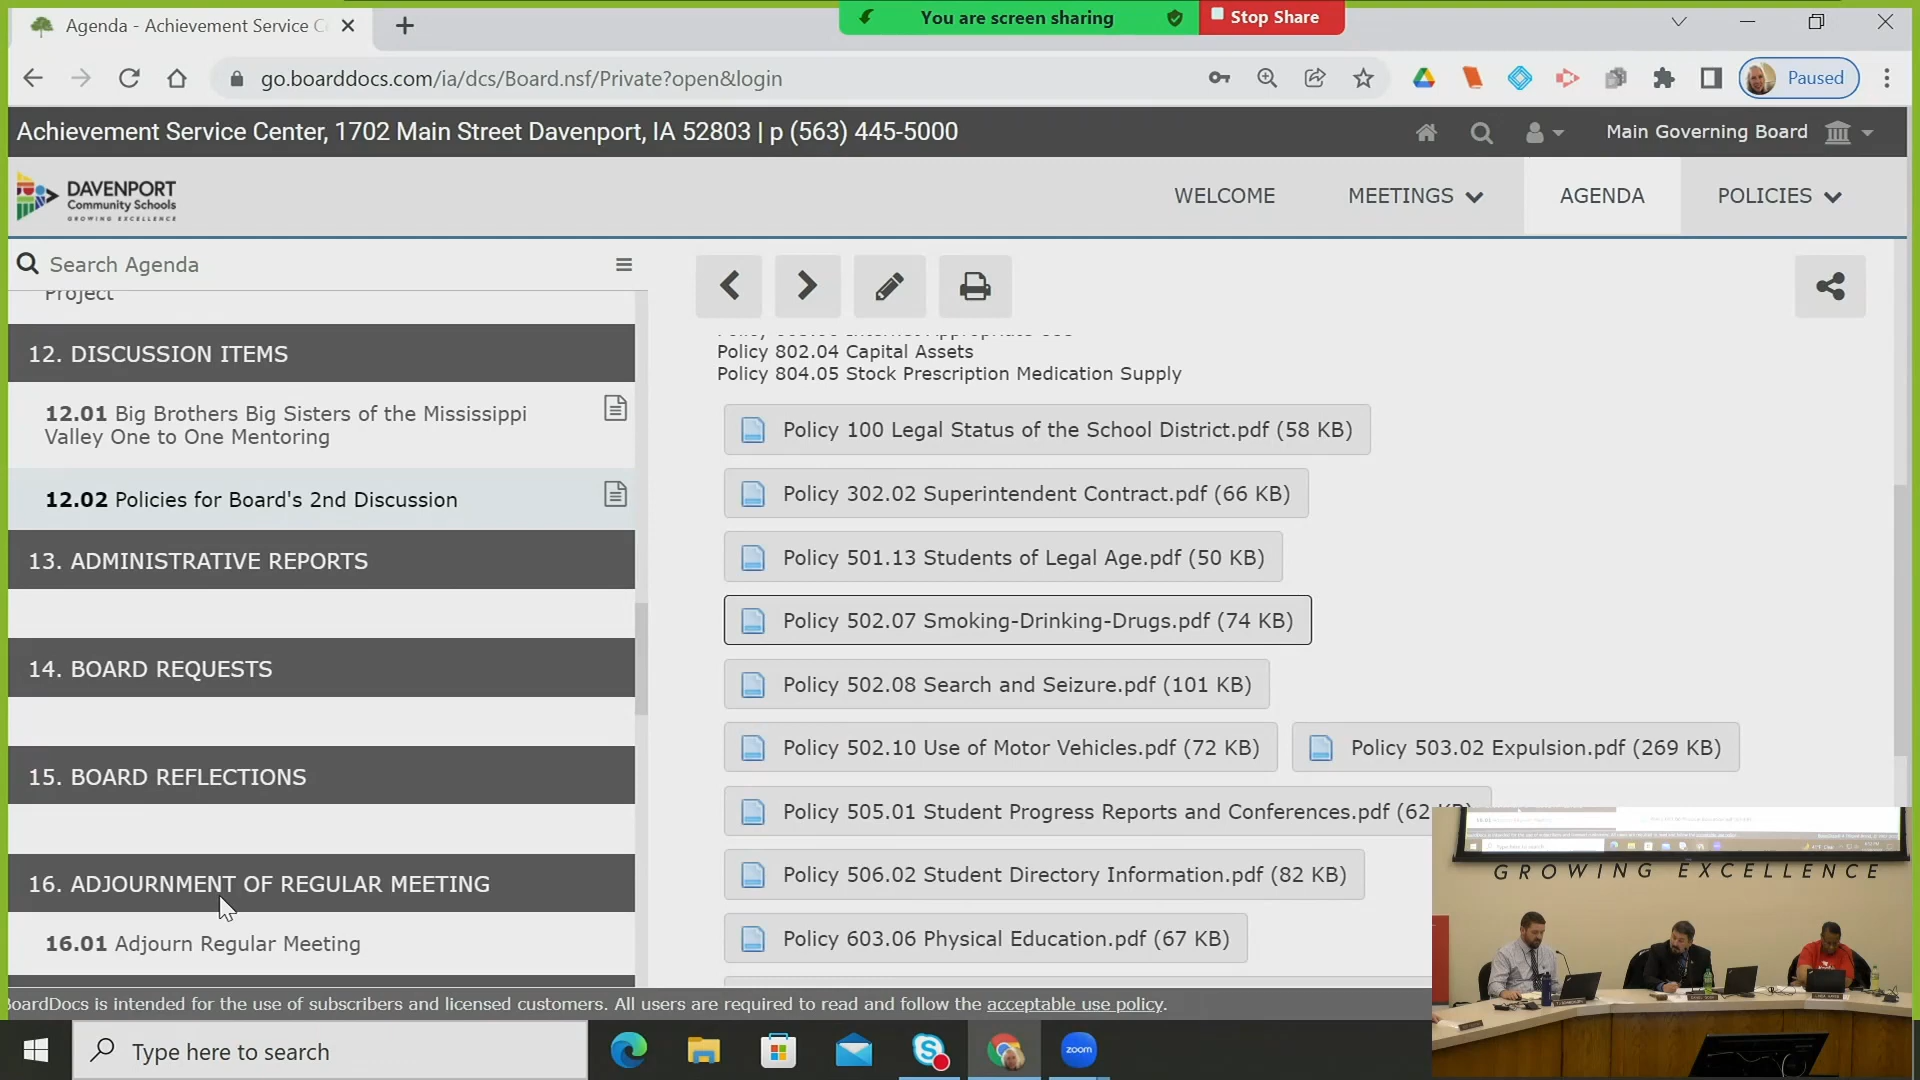 You are screen sharing
Stop Share
Agenda - Achievement Service C
go.boarddocs.com/ia/dcs/Board.nsf/Private?open&login
Paused
Achievement Service Center, 1702 Main Street Davenport, IA 52803 | p (563) 445-5000
Main Governing Board
DAVENPORT
Community Schools
GROWING EXCELLENCE
WELCOME
MEETINGS
AGENDA
POLICIES
Search Agenda
Project
12. DISCUSSION ITEMS
12.01 Big Brothers Big Sisters of the Mississippi
Valley One to One Mentoring
12.02 Policies for Board's 2nd Discussion
13. ADMINISTRATIVE REPORTS
14. BOARD REQUESTS
15. BOARD REFLECTIONS
16. ADJOURNMENT OF REGULAR MEETING
16.01 Adjourn Regular Meeting
Policy 802.04 Capital Assets
Policy 804.05 Stock Prescription Medication Supply
Policy 100 Legal Status of the School District.pdf (58 KB)
Policy 302.02 Superintendent Contract.pdf (66 KB)
Policy 501.13 Students of Legal Age.pdf (50 KB)
Policy 502.07 Smoking-Drinking-Drugs.pdf (74 KB)
Policy 502.08 Search and Seizure.pdf (101 KB)
Policy 502.10 Use of Motor Vehicles.pdf (72 KB)
Policy 503.02 Expulsion.pdf (269 KB)
Policy 505.01 Student Progress Reports and Conferences.pdf (62 KB)
Policy 506.02 Student Directory Information.pdf (82 KB)
Policy 603.06 Physical Education.pdf (67 KB)
BoardDocs is intended for the use of subscribers and licensed customers. All users are required to read and follow the acceptable use policy.
GROWING EXCELLENCE
Type here to search
zoom